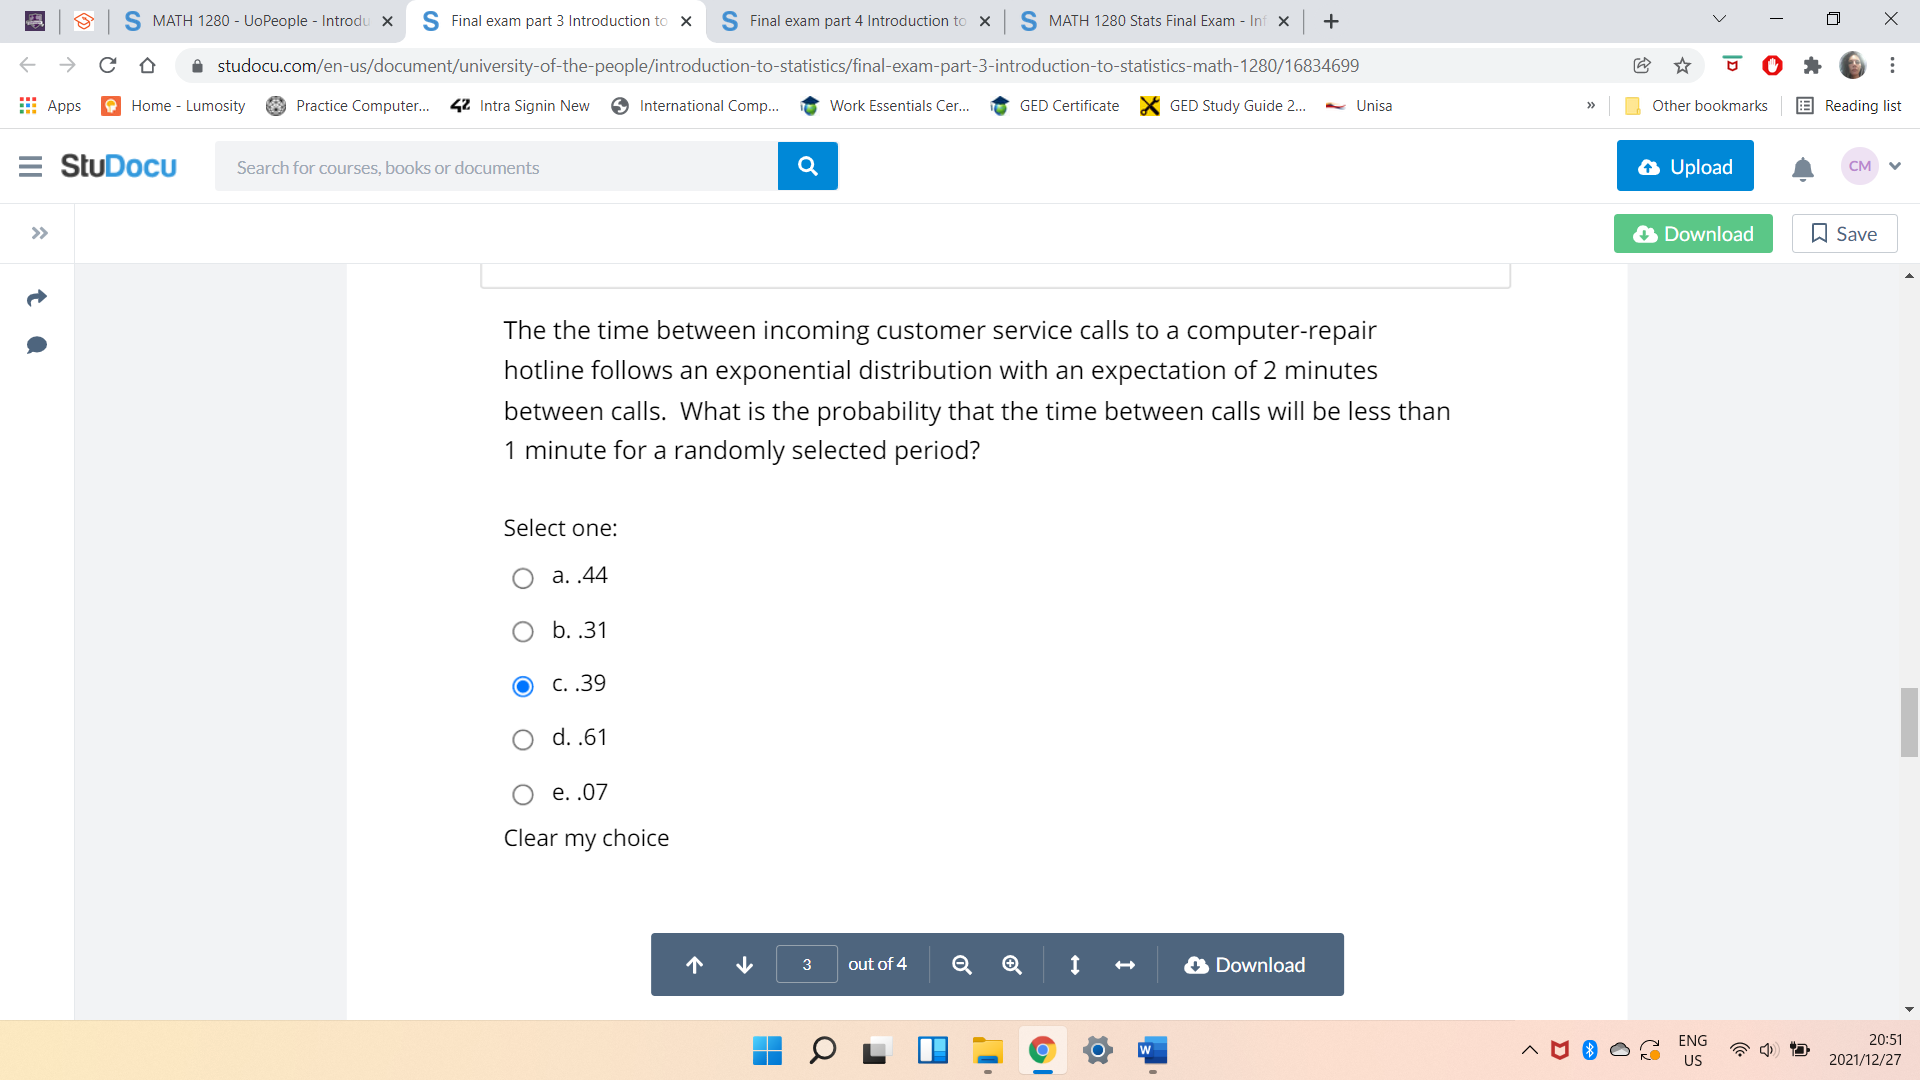 MATH 1280 - UoPeople - Introdu
Final exam part 3 Introduction to
Final exam part 4 Introduction to
MATH 1280 Stats Final Exam - Inf
studocu.com/en-us/document/university-of-the-people/introduction-to-statistics/final-exam-part-3-introduction-to-statistics-math-1280/16834699
Apps
Home - Lumosity
Practice Computer...
Intra Signin New
International Comp...
Work Essentials Cer...
GED Certificate
GED Study Guide 2...
Unisa
»
Other bookmarks
Reading list
StuDocu
Search for courses, books or documents
Upload
CM
Download
Save
The the time between incoming customer service calls to a computer-repair
hotline follows an exponential distribution with an expectation of 2 minutes
between calls. What is the probability that the time between calls will be less than
1 minute for a randomly selected period?
Select one:
a. .44
b. .31
c. .39
d. .61
e. .07
Clear my choice
3
out of 4
Download
ENG
US
20:51
2021/12/27